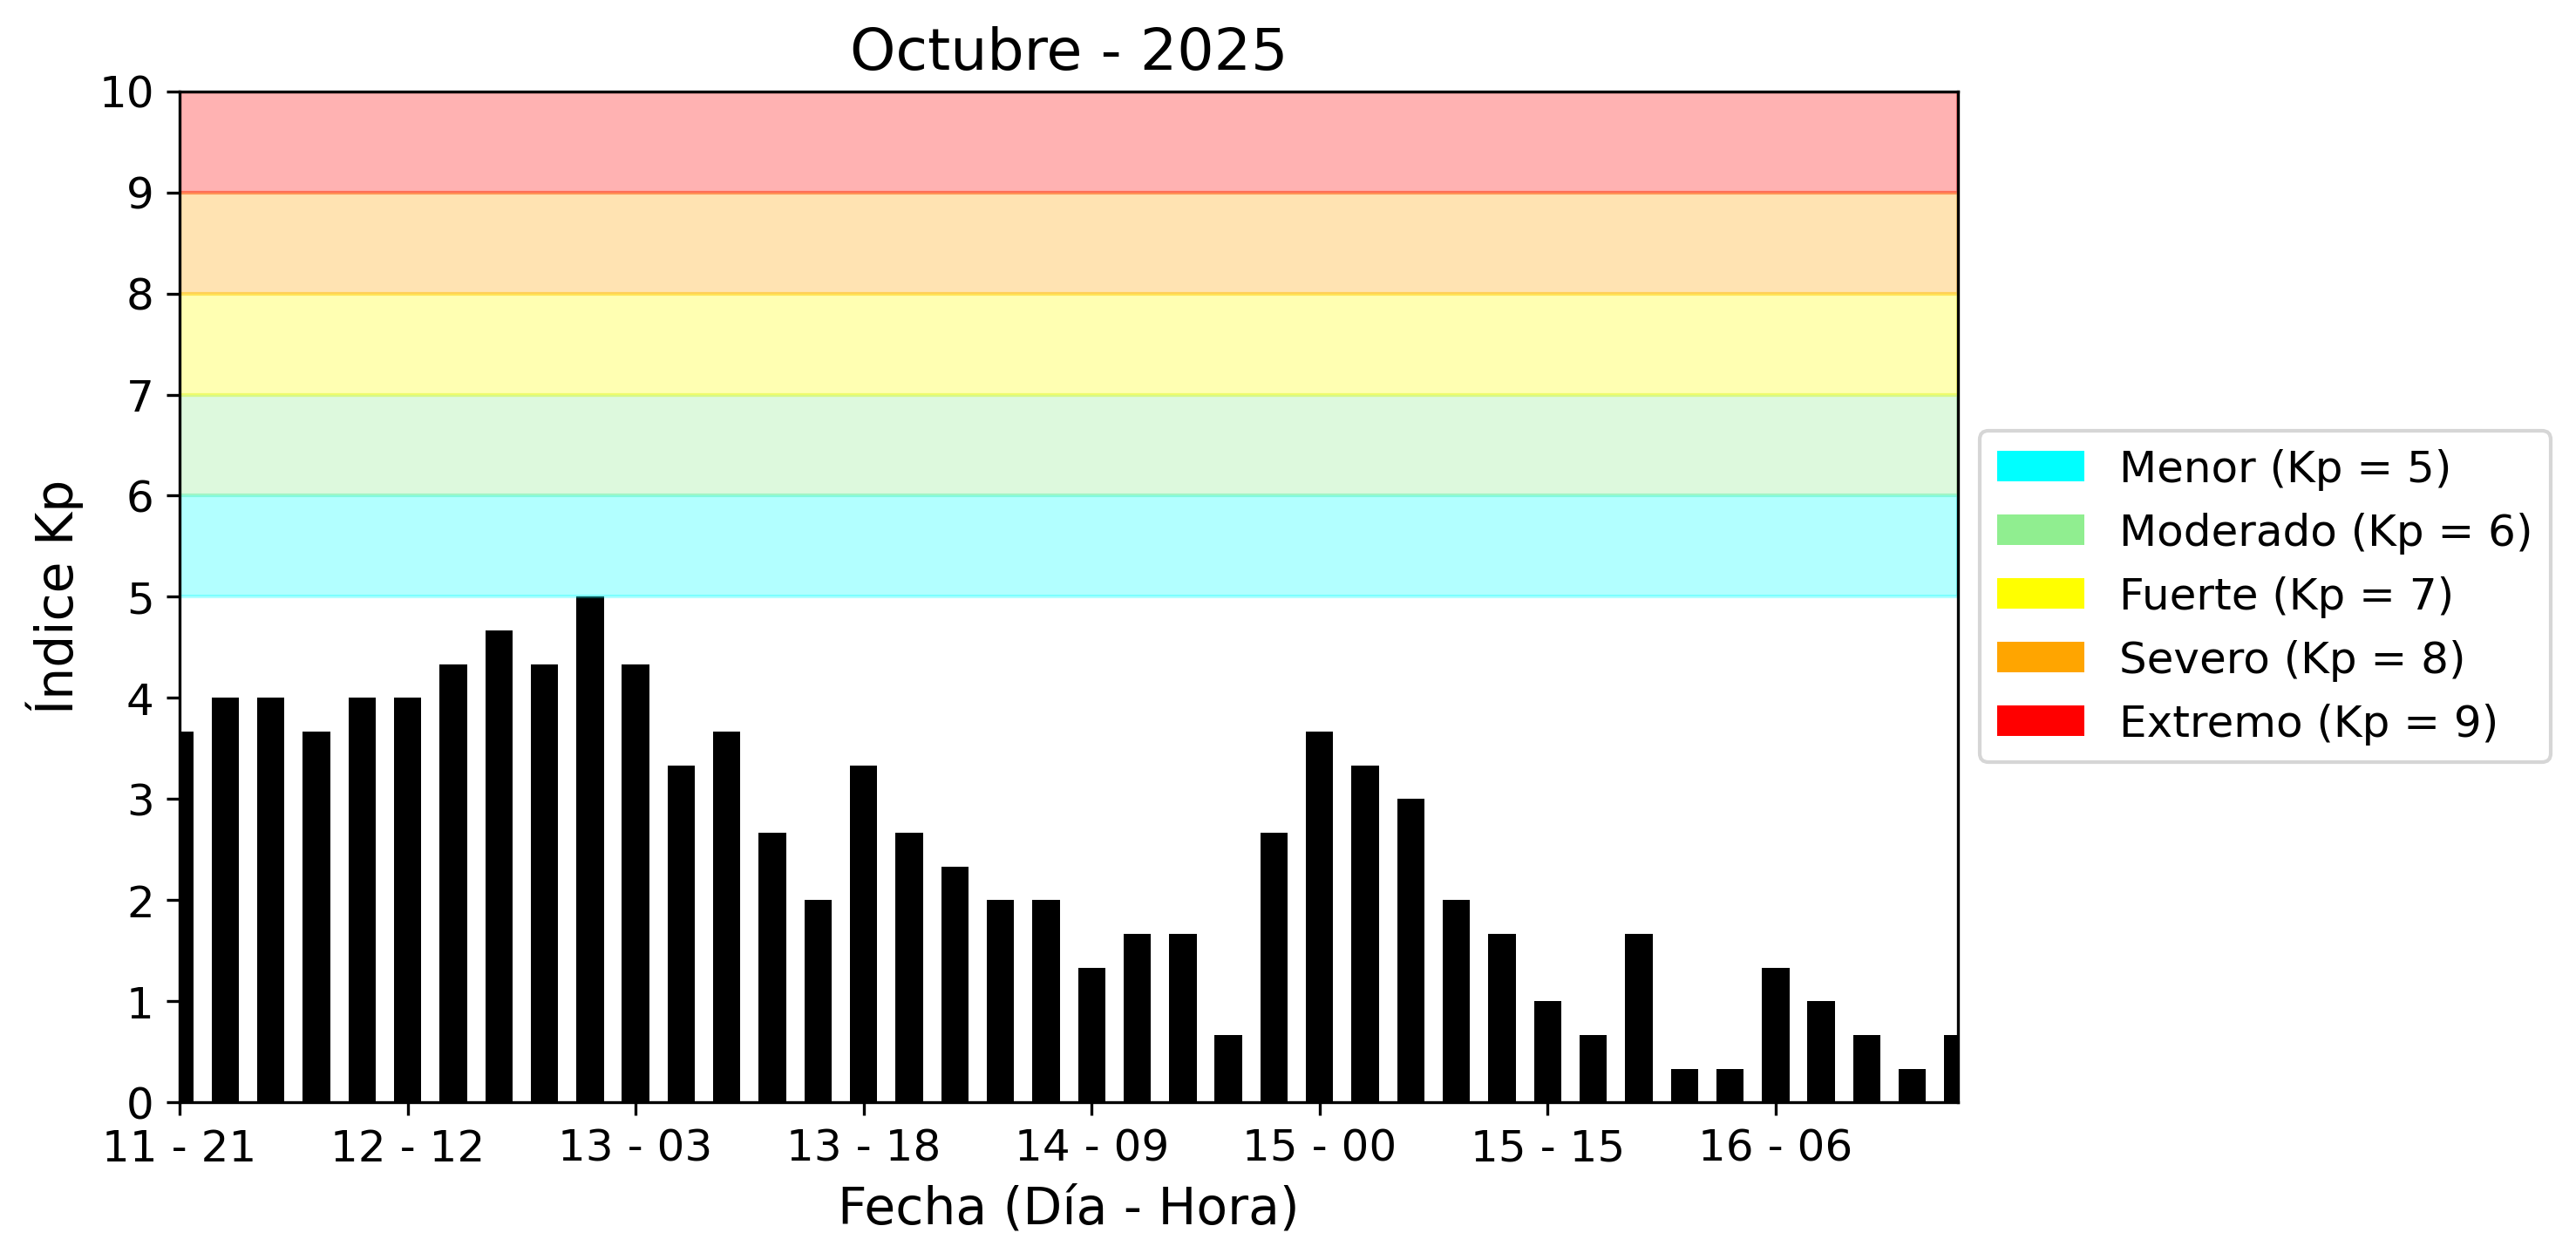 Octubre - 2025
10
9
8
7
6
5
4
3
2
1
0
Índice Kp
11 - 21
12 - 12
13 - 03
13 - 18
14 - 09
15 - 00
15 - 15
16 - 06
Fecha (Día - Hora)
Menor (Kp = 5)
Moderado (Kp = 6)
Fuerte (Kp = 7)
Severo (Kp = 8)
Extremo (Kp = 9)